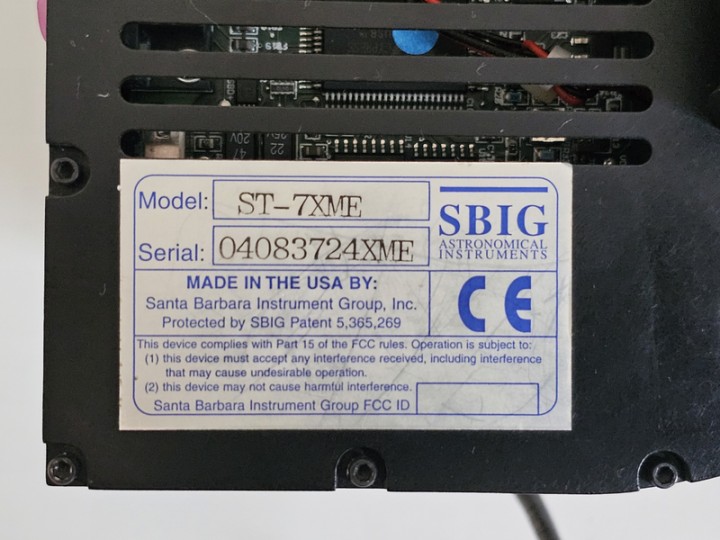 Model: ST-7XME
SBIG
ASTRONOMICAL
INSTRUMENTS
Serial: 04083724XME
MADE IN THE USA BY:
Santa Barbara Instrument Group, Inc.
Protected by SBIG Patent 5,365,269
CE
This device complies with Part 15 of the FCC rules. Operation is subject to:
(1) this device must accept any interference received, including interference
that may cause undesirable operation.
(2) this device may not cause harmful interference.
Santa Barbara Instrument Group FCC ID